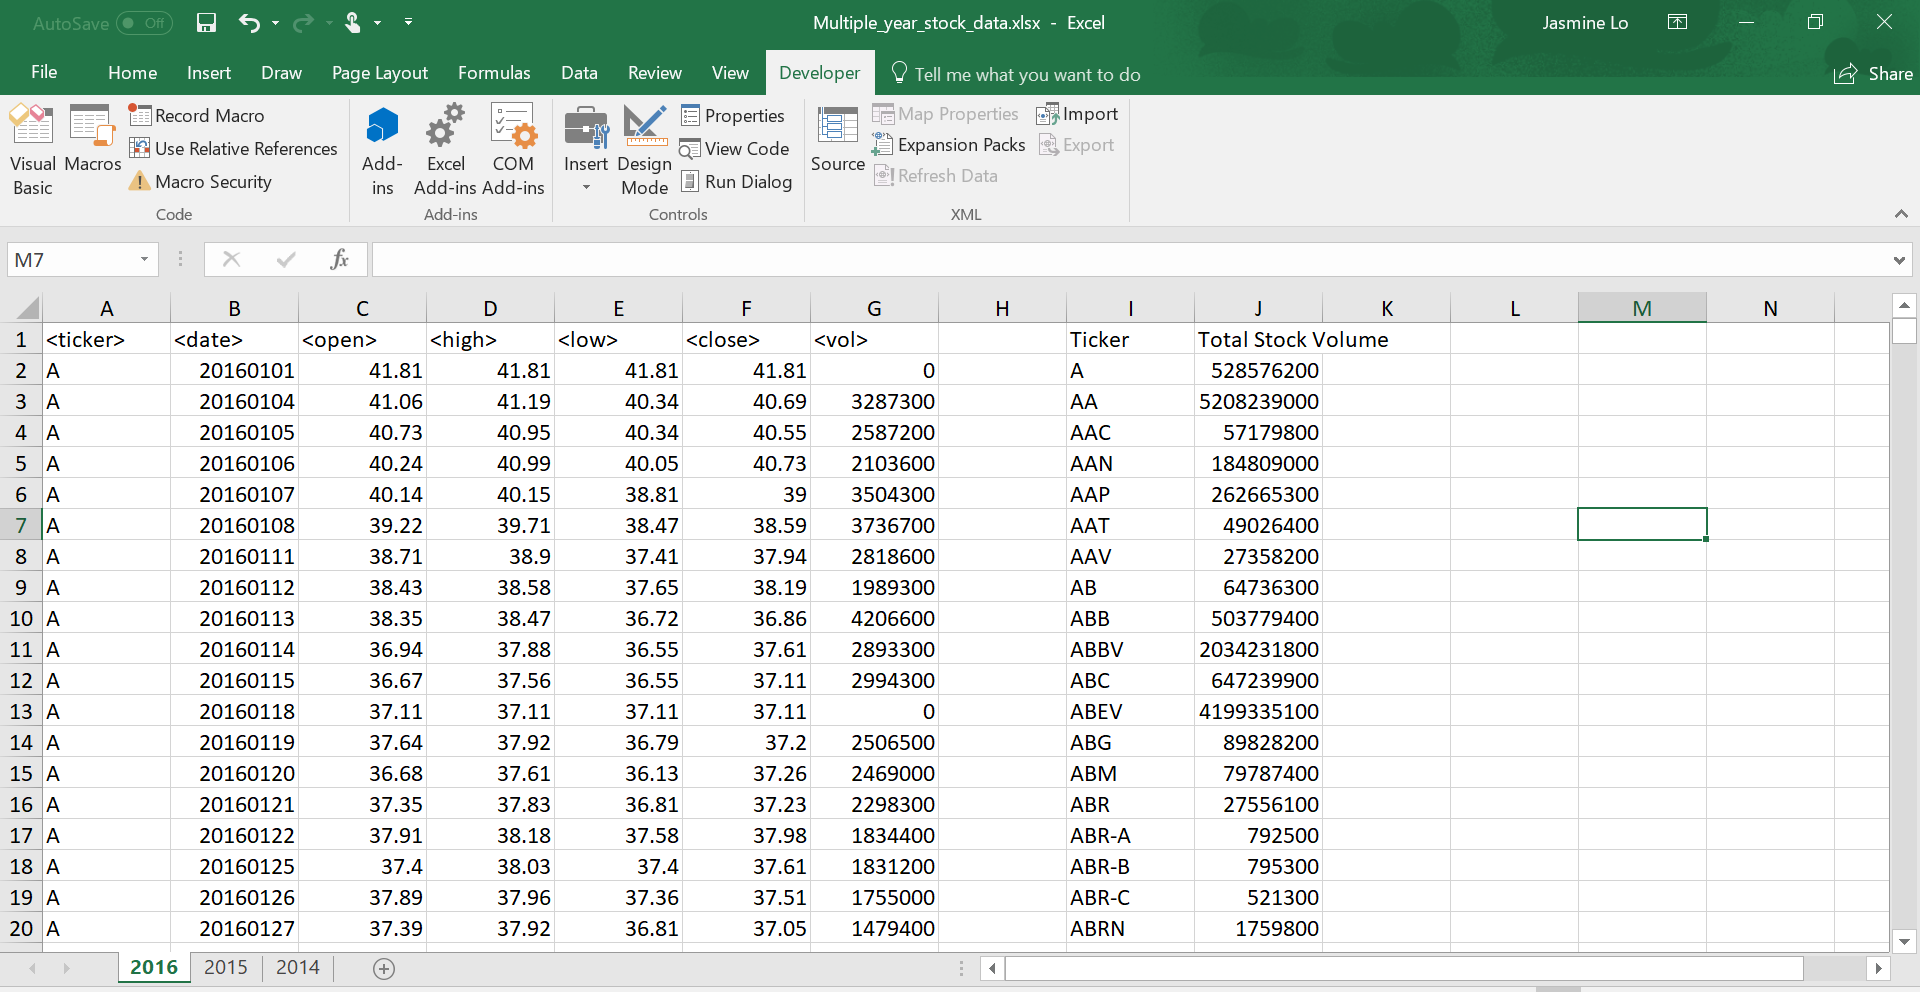 AutoSave Off Multiple_year_stock_data.xlsx - Excel Jasmine Lo
File Home Insert Draw Page Layout Formulas Data Review View Developer Tell me what you want to do Share
Visual Basic
Macros
Record Macro
Use Relative References
Macro Security
Code
Add-ins
Excel Add-ins
COM Add-ins
Add-ins
Insert
Design Mode
Properties
View Code
Run Dialog
Controls
Source
Map Properties
Expansion Packs
Refresh Data
Import
Export
XML
M7 fx
A B C D E F G H I J K L M N
1 <ticker> <date> <open> <high> <low> <close> <vol> Ticker Total Stock Volume
2 A 20160101 41.81 41.81 41.81 41.81 0 A 528576200
3 A 20160104 41.06 41.19 40.34 40.69 3287300 AA 5208239000
4 A 20160105 40.73 40.95 40.34 40.55 2587200 AAC 57179800
5 A 20160106 40.24 40.99 40.05 40.73 2103600 AAN 184809000
6 A 20160107 40.14 40.15 38.81 39 3504300 AAP 262665300
7 A 20160108 39.22 39.71 38.47 38.59 3736700 AAT 49026400
8 A 20160111 38.71 38.9 37.41 37.94 2818600 AAV 27358200
9 A 20160112 38.43 38.58 37.65 38.19 1989300 AB 64736300
10 A 20160113 38.35 38.47 36.72 36.86 4206600 ABB 503779400
11 A 20160114 36.94 37.88 36.55 37.61 2893300 ABBV 2034231800
12 A 20160115 36.67 37.56 36.55 37.11 2994300 ABC 647239900
13 A 20160118 37.11 37.11 37.11 37.11 0 ABEV 4199335100
14 A 20160119 37.64 37.92 36.79 37.2 2506500 ABG 89828200
15 A 20160120 36.68 37.61 36.13 37.26 2469000 ABM 79787400
16 A 20160121 37.35 37.83 36.81 37.23 2298300 ABR 27556100
17 A 20160122 37.91 38.18 37.58 37.98 1834400 ABR-A 792500
18 A 20160125 37.4 38.03 37.4 37.61 1831200 ABR-B 795300
19 A 20160126 37.89 37.96 37.36 37.51 1755000 ABR-C 521300
20 A 20160127 37.39 37.92 36.81 37.05 1479400 ABRN 1759800
2016 2015 2014